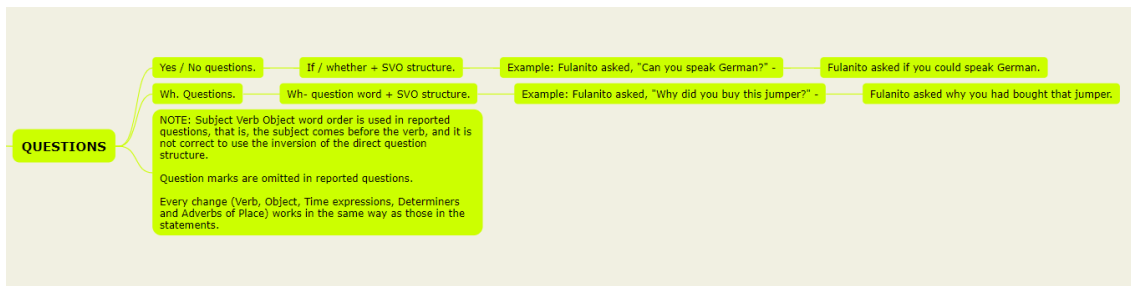 QUESTIONS
Yes / No questions.
If / whether + SVO structure.
Example: Fulanito asked, "Can you speak German?" -
Fulanito asked if you could speak German.
Wh. Questions.
Wh- question word + SVO structure.
Example: Fulanito asked, "Why did you buy this jumper?" -
Fulanito asked why you had bought that jumper.
NOTE: Subject Verb Object word order is used in reported
questions, that is, the subject comes before the verb, and it is
not correct to use the inversion of the direct question
structure.
Question marks are omitted in reported questions.
Every change (Verb, Object, Time expressions, Determiners
and Adverbs of Place) works in the same way as those in the
statements.